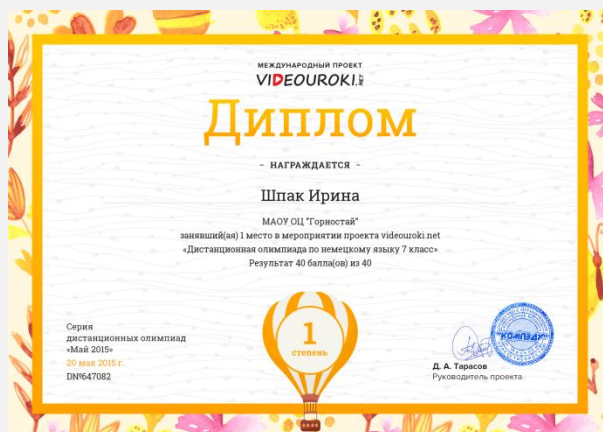 МЕЖДУНАРОДНЫЙ ПРОЕКТ
VIDEOUROKI.NET
Диплом
- НАГРАЖДАЕТСЯ -
Шпак Ирина
МАОУ ОЦ "Горностай"
занявший(ая) 1 место в мероприятии проекта videouroki.net
«Дистанционная олимпиада по немецкому языку 7 класс»
Результат 40 балла(ов) из 40
1
степень
Серия
дистанционных олимпиад
«Май 2015»
20 мая 2015 г.
DN№647082
"КОМПЭДУ"
Д. А. Тарасов
Руководитель проекта